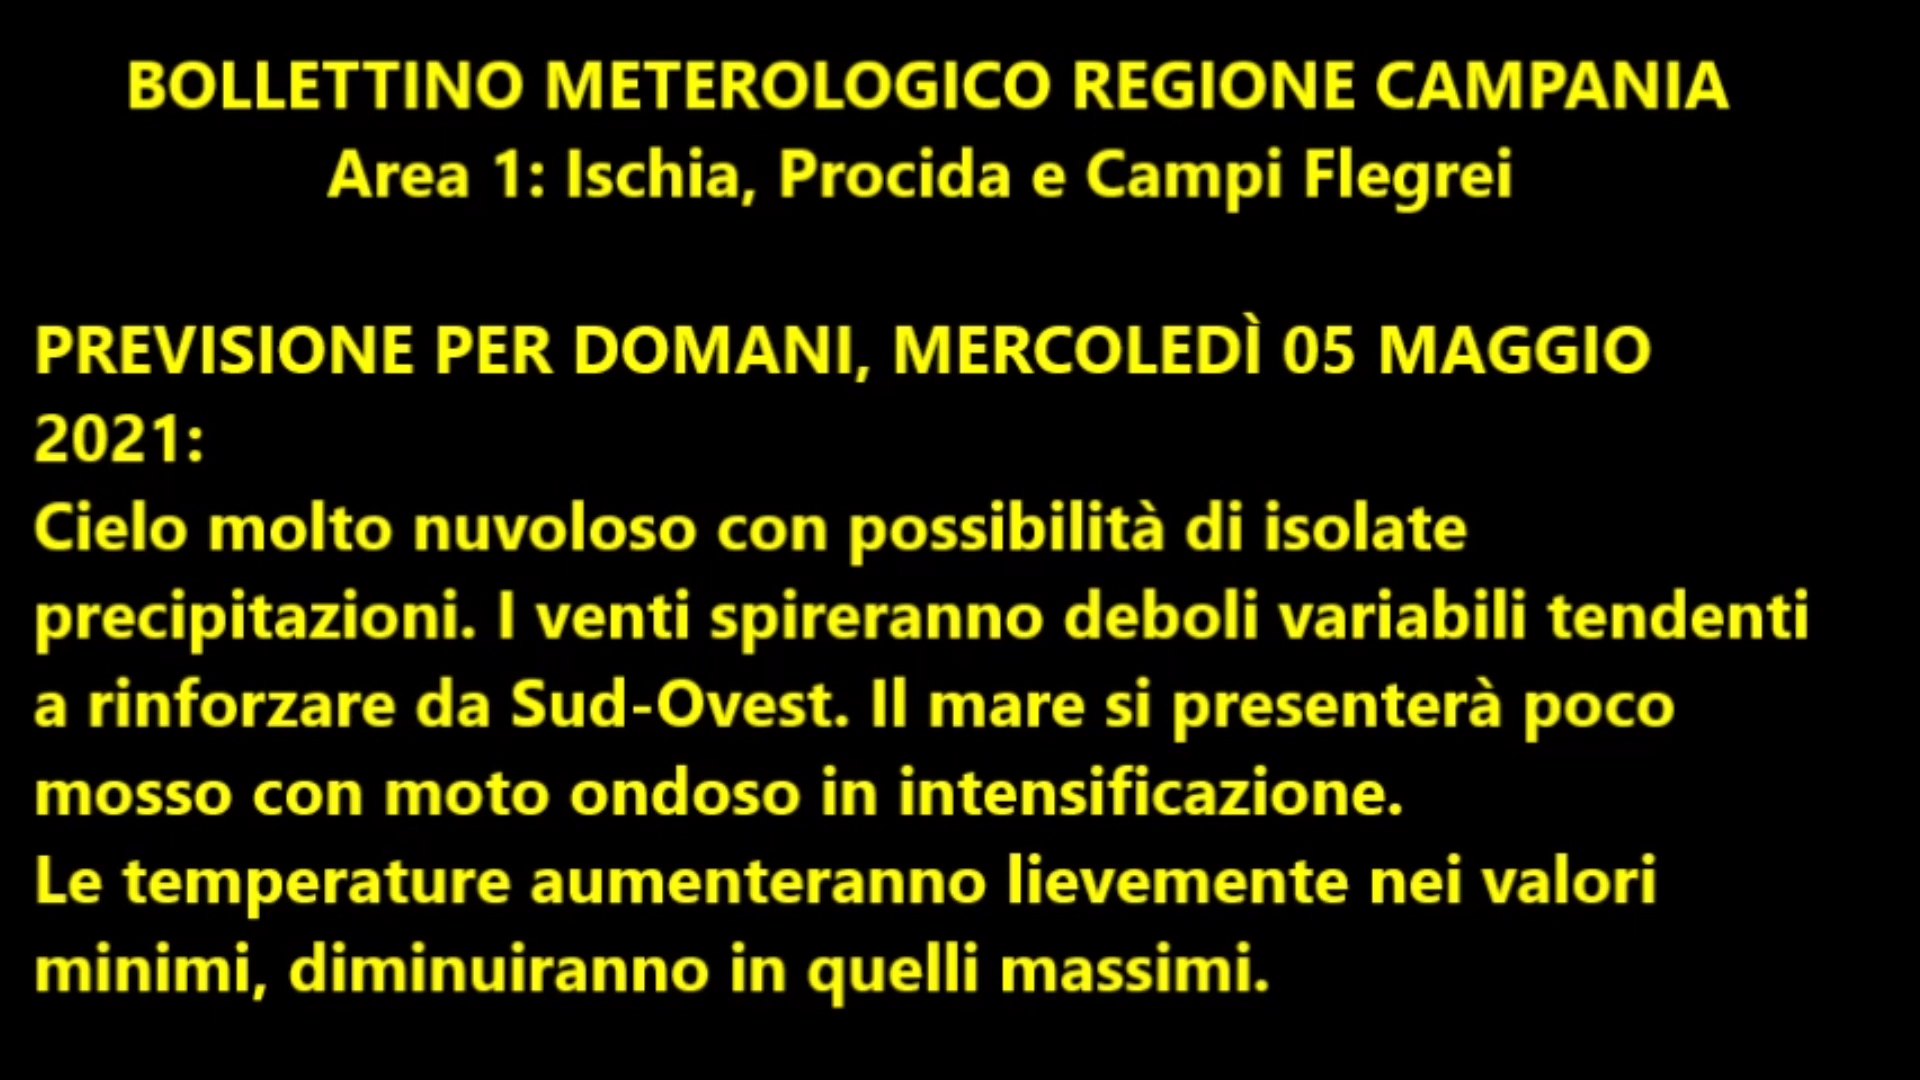 BOLLETTINO METEROLOGICO REGIONE CAMPANIA
Area 1: Ischia, Procida e Campi Flegrei
PREVISIONE PER DOMANI, MERCOLEDÌ 05 MAGGIO
2021:
Cielo molto nuvoloso con possibilità di isolate
precipitazioni. I venti spireranno deboli variabili tendenti
a rinforzare da Sud-Ovest. Il mare si presenterà poco
mosso con moto ondoso in intensificazione.
Le temperature aumenteranno lievemente nei valori
minimi, diminuiranno in quelli massimi.